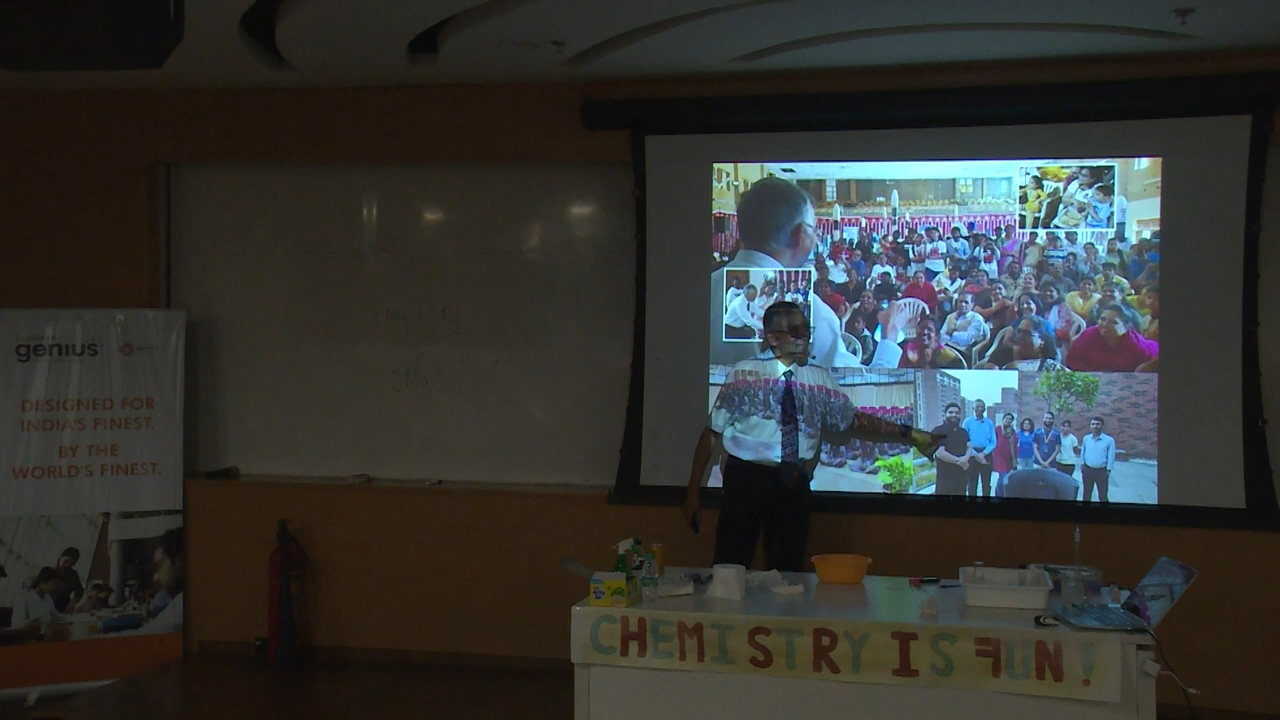 genius
DESIGNED FOR
INDIA'S FINEST.
BY THE
WORLD'S FINEST.
CHEMISTRY IS FUN!